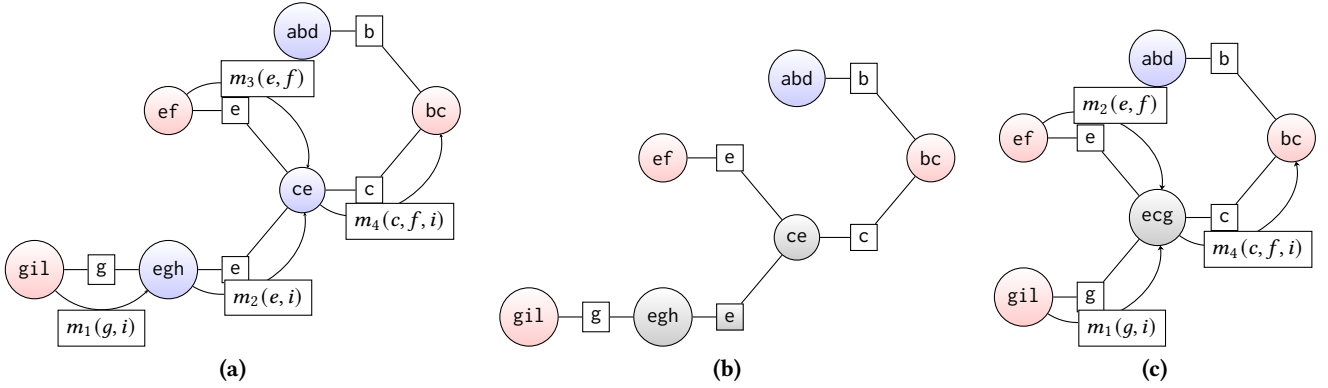 abd
b
m₃(e, f)
ef
e
bc
ce
c
m₄(c, f, i)
gil
g
egh
e
m₂(e, i)
m₁(g, i)
(a)
abd
b
ef
e
bc
ce
c
gil
g
egh
e
(b)
abd
b
m₂(e, f)
ef
e
bc
ecg
c
m₄(c, f, i)
gil
g
m₁(g, i)
(c)